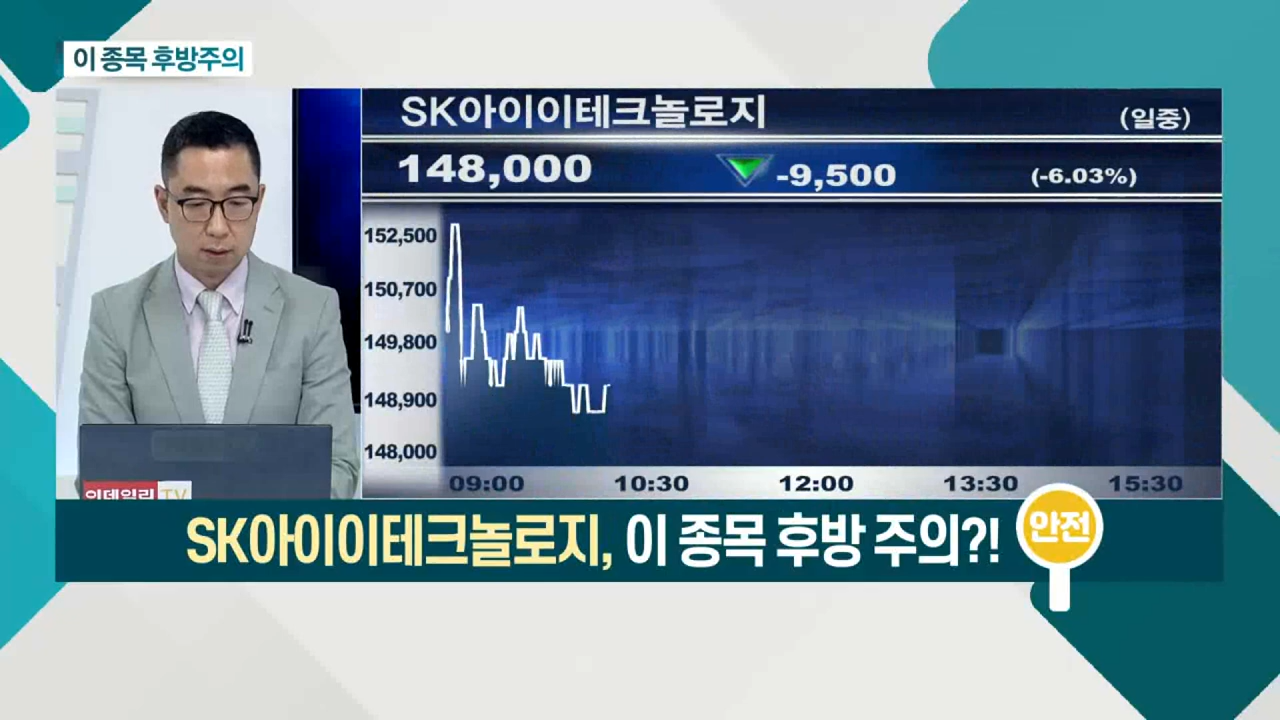 이 종목 후방주의
SK아이이테크놀로지
(일중)
148,000 -9,500 (-6.03%)
152,500
150,700
149,800
148,900
148,000
09:00 10:30 12:00 13:30 15:30
이데일리TV
SK아이이테크놀로지, 이 종목 후방 주의?!
안전